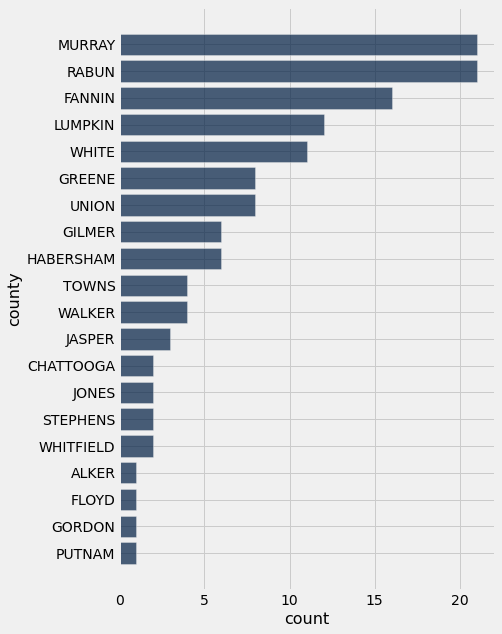 MURRAY
RABUN
FANNIN
LUMPKIN
WHITE
GREENE
UNION
GILMER
HABERSHAM
TOWNS
WALKER
JASPER
CHATTOOGA
JONES
STEPHENS
WHITFIELD
ALKER
FLOYD
GORDON
PUTNAM
county
0 5 10 15 20
count